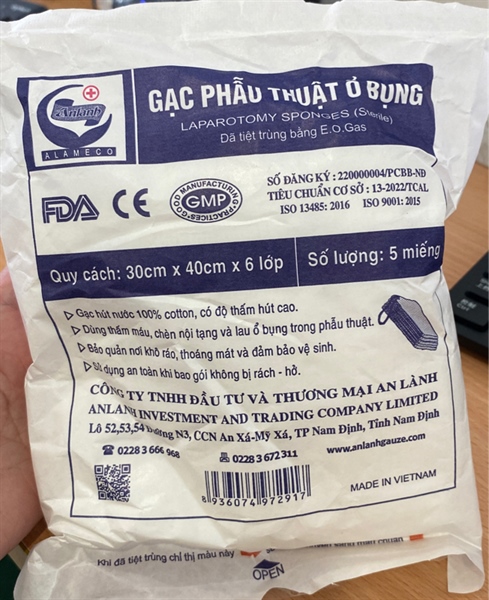 Anlanh
ALAMECO
GẠC PHẪU THUẬT Ổ BỤNG
LAPAROTOMY SPONGES (Sterile)
Đã tiệt trùng bằng E.O.Gas
FDA CE GOOD MANUFACTURING PRACTICES GMP
SỐ ĐĂNG KÝ : 220000004/PCBB-NĐ
TIÊU CHUẨN CƠ SỞ : 13-2022/TCAL
ISO 13485: 2016 ISO 9001: 2015
Quy cách: 30cm x 40cm x 6 lớp Số lượng: 5 miếng
Gạc hút nước 100% cotton, có độ thấm hút cao.
Dùng thấm máu, chèn nội tạng và lau ổ bụng trong phẫu thuật.
Bảo quản nơi khô ráo, thoáng mát và đảm bảo vệ sinh.
Sử dụng an toàn khi bao gói không bị rách - hở.
CÔNG TY TNHH ĐẦU TƯ VÀ THƯƠNG MẠI AN LÀNH
ANLANH INVESTMENT AND TRADING COMPANY LIMITED
Lô 52,53,54 Đường N3, CCN An Xá-Mỹ Xá, TP Nam Định, Tỉnh Nam Định
0228 3 666 968 0228 3 672 311 www.anlanhgauze.com
8 936074 972917
MADE IN VIETNAM
Khi đã tiệt trùng chỉ thị màu này
OPEN